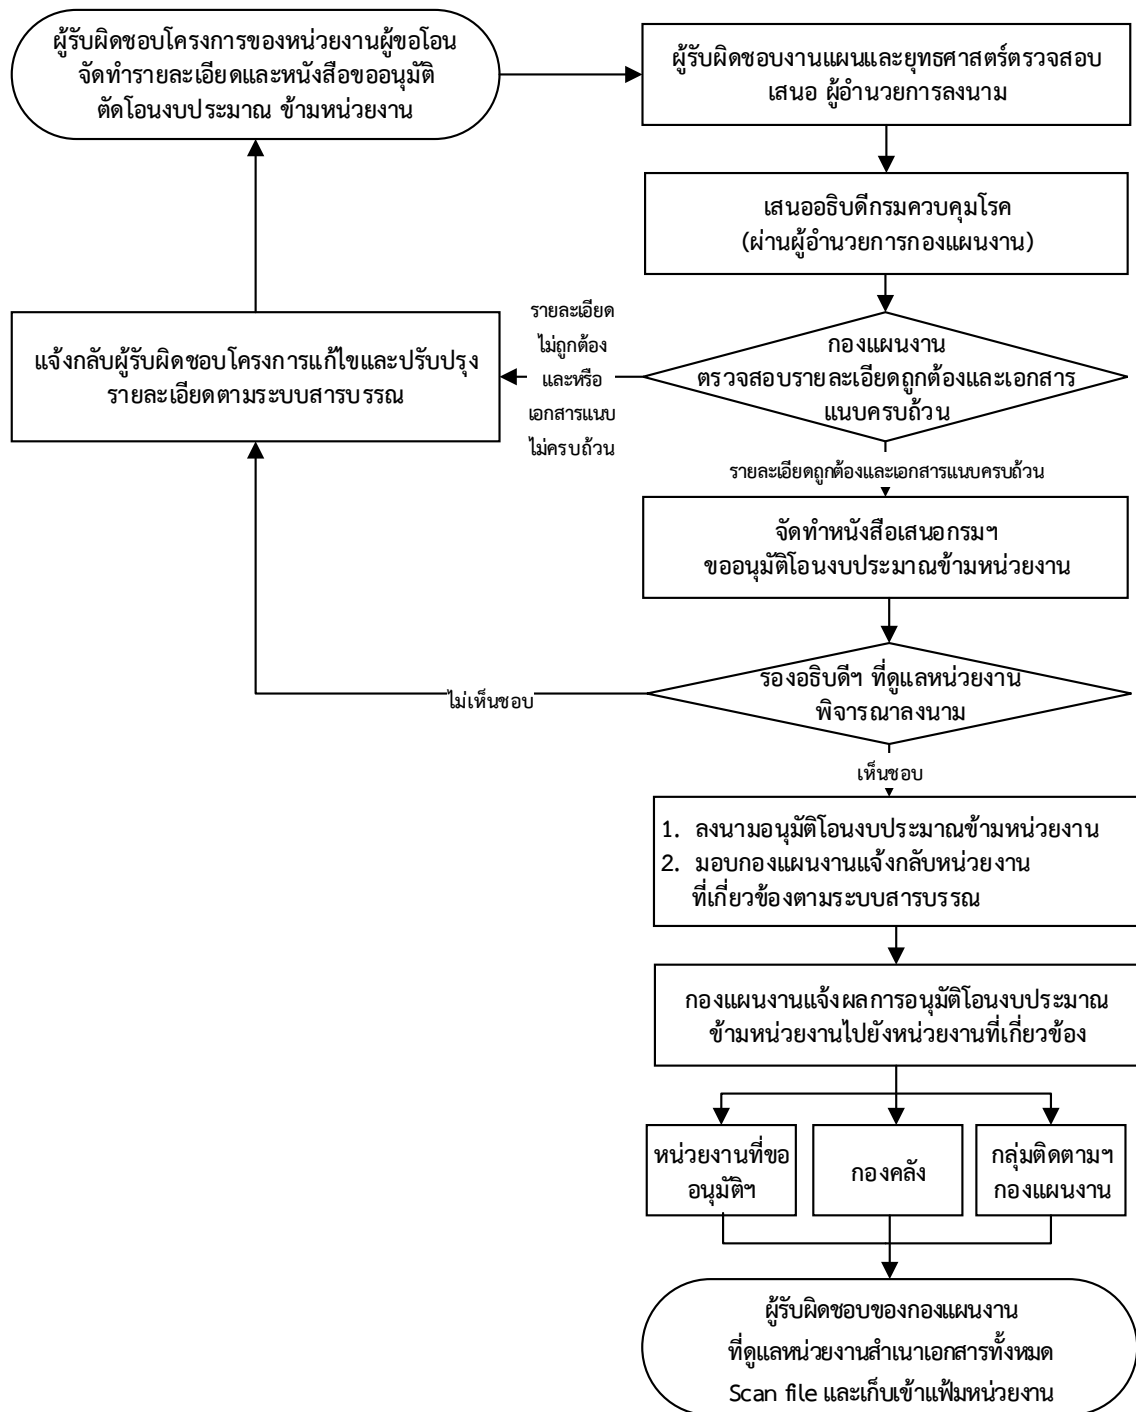 ผู้รับผิดชอบโครงการของหน่วยงานผู้ขอโอน
จัดทำรายละเอียดและหนังสือขออนุมัติ
ตัดโอนงบประมาณ ข้ามหน่วยงาน
ผู้รับผิดชอบงานแผนและยุทธศาสตร์ตรวจสอบ
เสนอ ผู้อำนวยการลงนาม
เสนออธิบดีกรมควบคุมโรค
(ผ่านผู้อำนวยการกองแผนงาน)
กองแผนงาน
ตรวจสอบรายละเอียดถูกต้องและเอกสาร
แนบครบถ้วน
รายละเอียด
ไม่ถูกต้อง
และหรือ
เอกสารแนบ
ไม่ครบถ้วน
แจ้งกลับผู้รับผิดชอบโครงการแก้ไขและปรับปรุง
รายละเอียดตามระบบสารบรรณ
รายละเอียดถูกต้องและเอกสารแนบครบถ้วน
จัดทำหนังสือเสนอกรมฯ
ขออนุมัติโอนงบประมาณข้ามหน่วยงาน
รองอธิบดีฯ ที่ดูแลหน่วยงาน
พิจารณาลงนาม
ไม่เห็นชอบ
เห็นชอบ
1. ลงนามอนุมัติโอนงบประมาณข้ามหน่วยงาน
2. มอบกองแผนงานแจ้งกลับหน่วยงาน
ที่เกี่ยวข้องตามระบบสารบรรณ
กองแผนงานแจ้งผลการอนุมัติโอนงบประมาณ
ข้ามหน่วยงานไปยังหน่วยงานที่เกี่ยวข้อง
หน่วยงานที่ขอ
อนุมัติฯ
กองคลัง
กลุ่มติดตามฯ
กองแผนงาน
ผู้รับผิดชอบของกองแผนงาน
ที่ดูแลหน่วยงานสำเนาเอกสารทั้งหมด
Scan file และเก็บเข้าแฟ้มหน่วยงาน